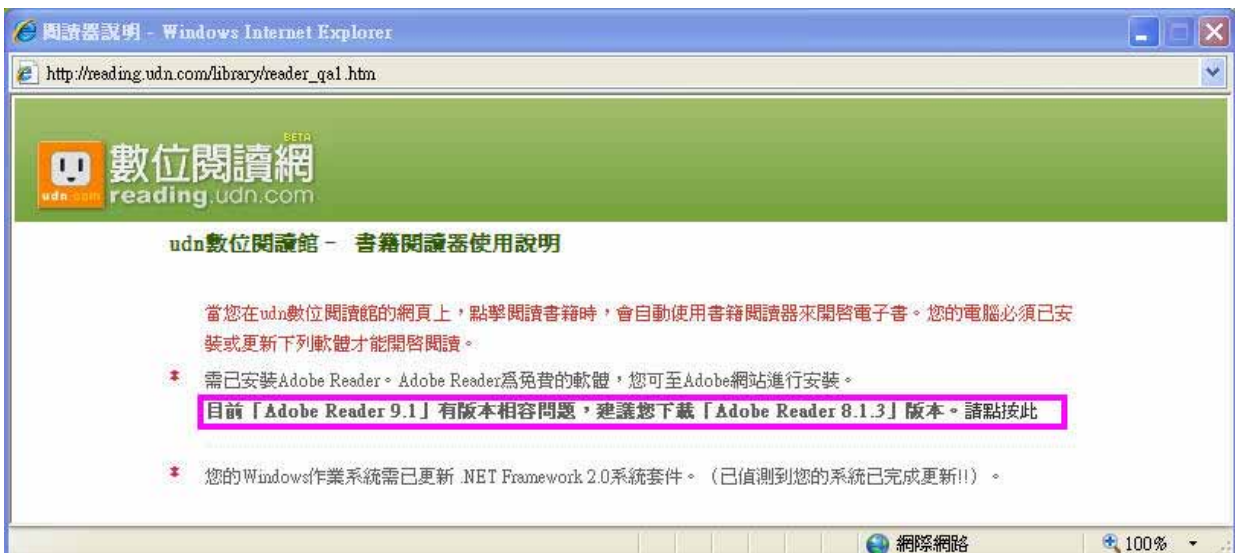 閱讀器說明 - Windows Internet Explorer
http://reading.udn.com/library/reader_qa1.htm
BETA
數位閱讀網
udn.com
reading.udn.com
udn數位閱讀館 - 書籍閱讀器使用說明
當您在udn數位閱讀館的網頁上，點擊閱讀書籍時，會自動使用書籍閱讀器來開啓電子書。您的電腦必須已安
裝或更新下列軟體才能開啓閱讀。
需已安裝Adobe Reader。Adobe Reader爲免費的軟體，您可至Adobe網站進行安裝。
目前「Adobe Reader 9.1」有版本相容問題，建議您下載「Adobe Reader 8.1.3」版本。請點按此
您的Windows作業系統需已更新 .NET Framework 2.0系統套件。（已偵測到您的系統已完成更新!!）。
網際網路
100%